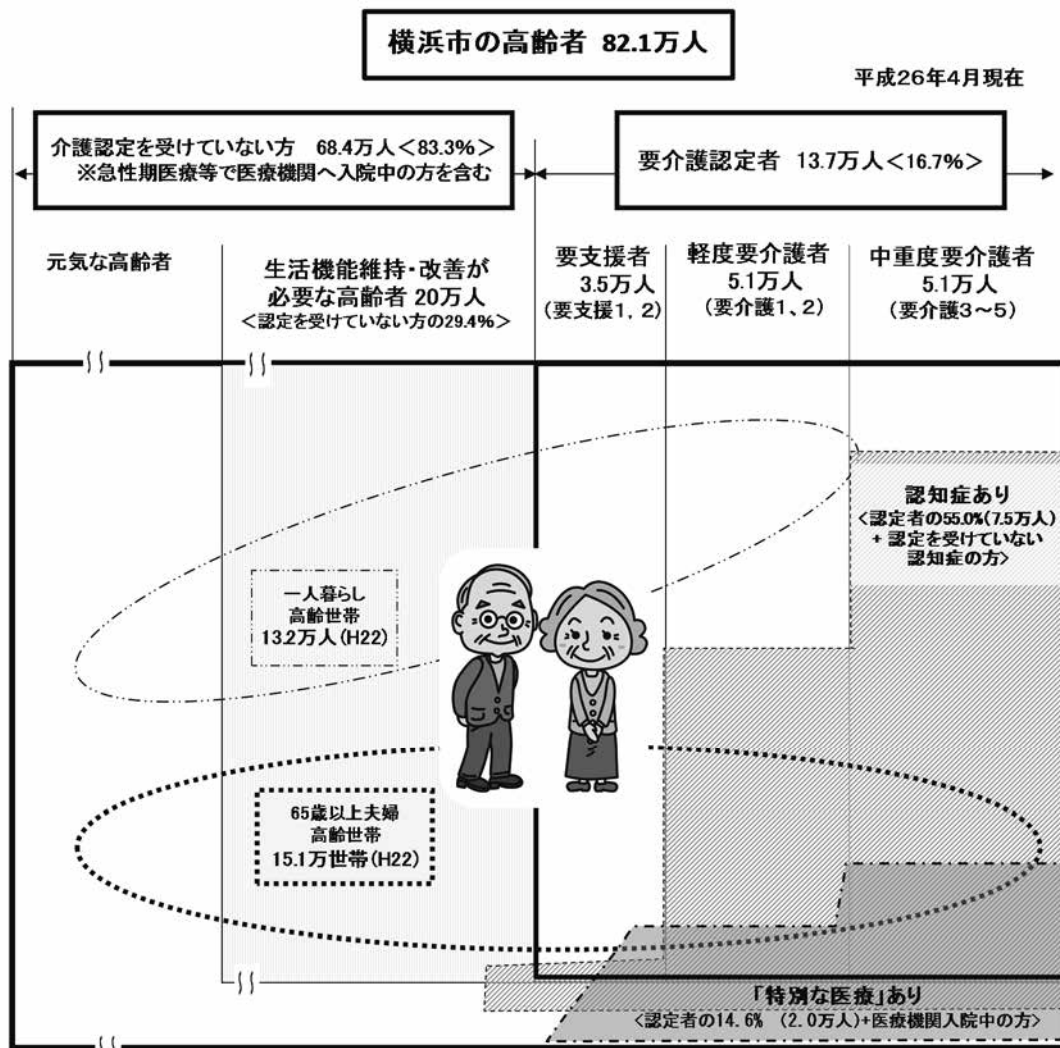 横浜市の高齢者 82.1万人
平成26年4月現在
介護認定を受けていない方 68.4万人<83.3%>
※急性期医療等で医療機関へ入院中の方を含む
要介護認定者 13.7万人<16.7%>
元気な高齢者
生活機能維持・改善が
必要な高齢者 20万人
<認定を受けていない方の29.4%>
要支援者
3.5万人
(要支援1，2)
軽度要介護者
5.1万人
(要介護1、2)
中重度要介護者
5.1万人
(要介護3～5)
認知症あり
<認定者の55.0%(7.5万人)
+ 認定を受けていない
認知症の方>
一人暮らし
高齢世帯
13.2万人(H22)
65歳以上夫婦
高齢世帯
15.1万世帯(H22)
「特別な医療」あり
<認定者の14.6% (2.0万人)+医療機関入院中の方>